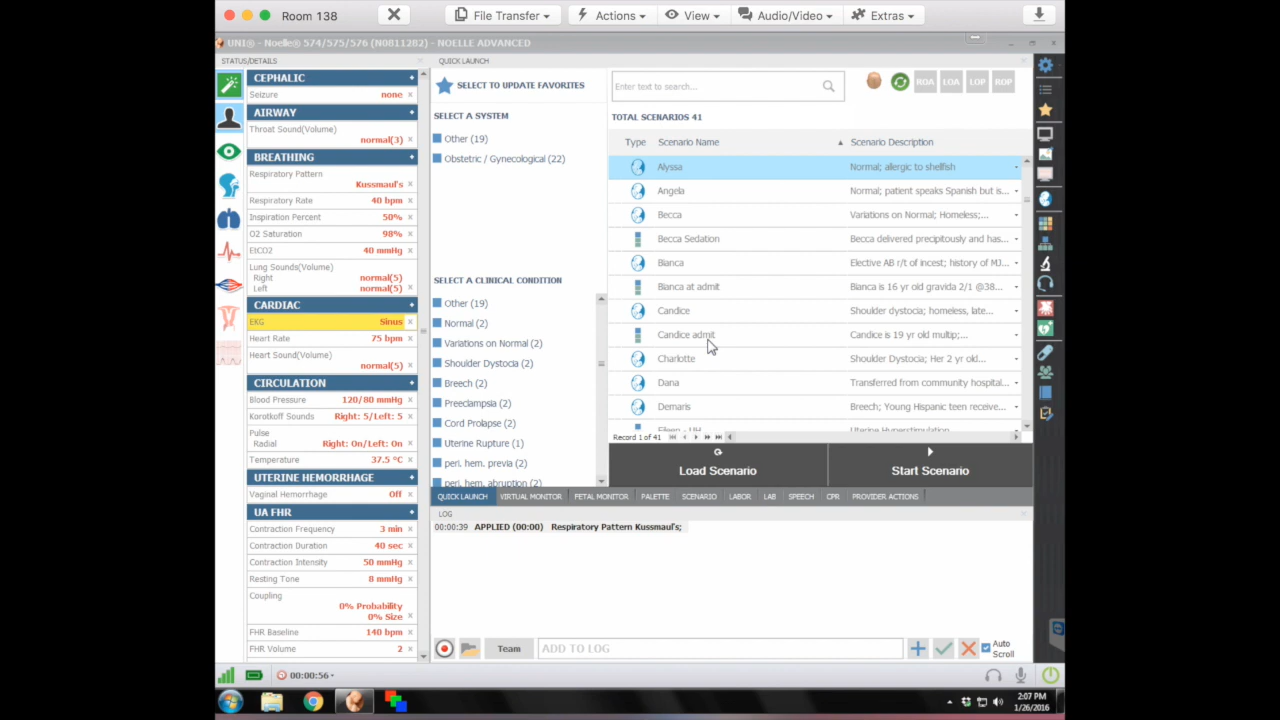 Room 138
File Transfer
Actions
View
Audio/Video
Extras
UNI® - Noelle® 574/575/576 (N0811282) - NOELLE ADVANCED
STATUS/DETAILS
CEPHALIC
Seizure none
AIRWAY
Throat Sound(Volume)
normal(3)
BREATHING
Respiratory Pattern
Kussmaul's
Respiratory Rate 40 bpm
Inspiration Percent 50%
O2 Saturation 98%
EtCO2 40 mmHg
Lung Sounds(Volume)
Right normal(5)
Left normal(5)
CARDIAC
EKG Sinus
Heart Rate 75 bpm
Heart Sound(Volume)
normal(5)
CIRCULATION
Blood Pressure 120/80 mmHg
Korotkoff Sounds Right: 5/Left: 5
Pulse
Radial Right: On/Left: On
Temperature 37.5 °C
UTERINE HEMORRHAGE
Vaginal Hemorrhage Off
UA FHR
Contraction Frequency 3 min
Contraction Duration 40 sec
Contraction Intensity 50 mmHg
Resting Tone 8 mmHg
Coupling
0% Probability
0% Size
FHR Baseline 140 bpm
FHR Volume 2
QUICK LAUNCH
SELECT TO UPDATE FAVORITES
SELECT A SYSTEM
Other (19)
Obstetric / Gynecological (22)
SELECT A CLINICAL CONDITION
Other (19)
Normal (2)
Variations on Normal (2)
Shoulder Dystocia (2)
Breech (2)
Preeclampsia (2)
Cord Prolapse (2)
Uterine Rupture (1)
peri. hem. previa (2)
peri. hem. abruption (2)
Enter text to search...
ROA LOA LOP ROP
TOTAL SCENARIOS 41
Type Scenario Name Scenario Description
Alyssa Normal; allergic to shellfish
Angela Normal; patient speaks Spanish but is...
Becca Variations on Normal; Homeless;...
Becca Sedation Becca delivered precipitously and has...
Bianca Elective AB r/t of incest; history of MJ...
Bianca at admit Bianca is 16 yr old gravida 2/1 @38...
Candice Shoulder dystocia; homeless, late...
Candice admit Candice is 19 yr old multip;...
Charlotte Shoulder Dystocia; Her 2 yr old...
Dana Transferred from community hospital...
Demaris Breech; Young Hispanic teen receive...
Eileen - UH Uterine Hyperstimulation
Record 1 of 41
Load Scenario
Start Scenario
QUICK LAUNCH VIRTUAL MONITOR FETAL MONITOR PALETTE SCENARIO LABOR LAB SPEECH CPR PROVIDER ACTIONS
LOG
00:00:39 APPLIED (00:00) Respiratory Pattern Kussmaul's;
Team
ADD TO LOG
Auto
Scroll
00:00:56
2:07 PM
1/26/2016